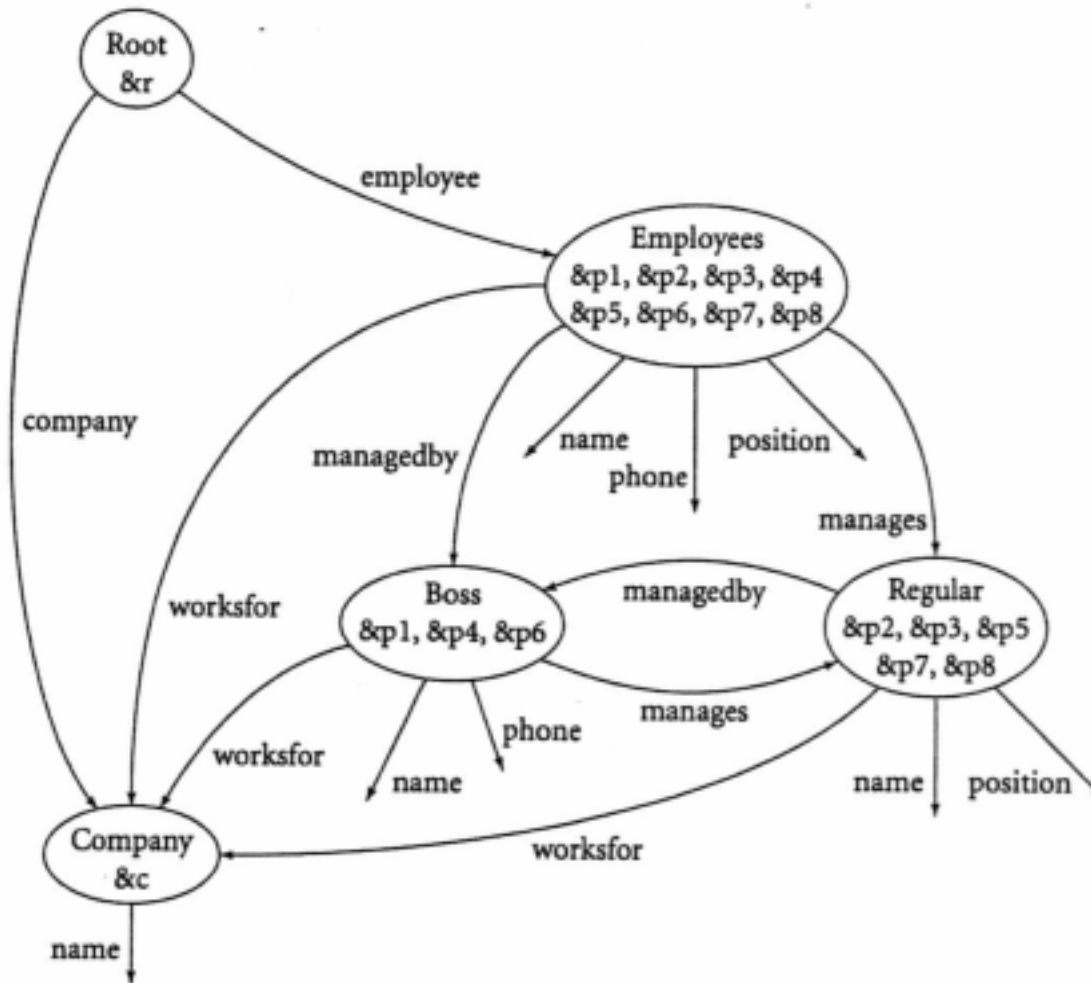 Root
&r
employee
Employees
&p1, &p2, &p3, &p4
&p5, &p6, &p7, &p8
company
managedby
name
position
phone
manages
worksfor
Boss
&p1, &p4, &p6
managedby
Regular
&p2, &p3, &p5
&p7, &p8
manages
phone
worksfor
name
name
position
Company
&c
worksfor
name